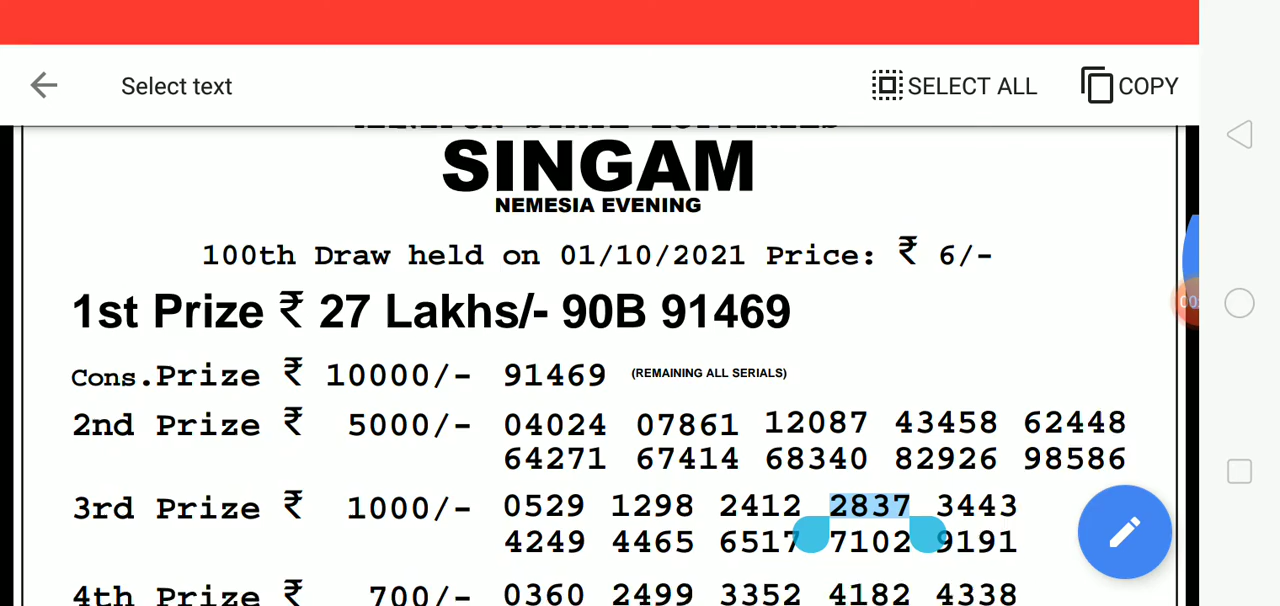 Select text
SELECT ALL
COPY
SINGAM
NEMESIA EVENING
100th Draw held on 01/10/2021 Price: ₹ 6/-
1st Prize ₹ 27 Lakhs/- 90B 91469
Cons.Prize ₹ 10000/- 91469 (REMAINING ALL SERIALS)
2nd Prize ₹ 5000/- 04024 07861 12087 43458 62448
64271 67414 68340 82926 98586
3rd Prize ₹ 1000/- 0529 1298 2412 2837 3443
4249 4465 6517 7102 9191
4th Prize ₹ 700/- 0360 2499 3352 4182 4338